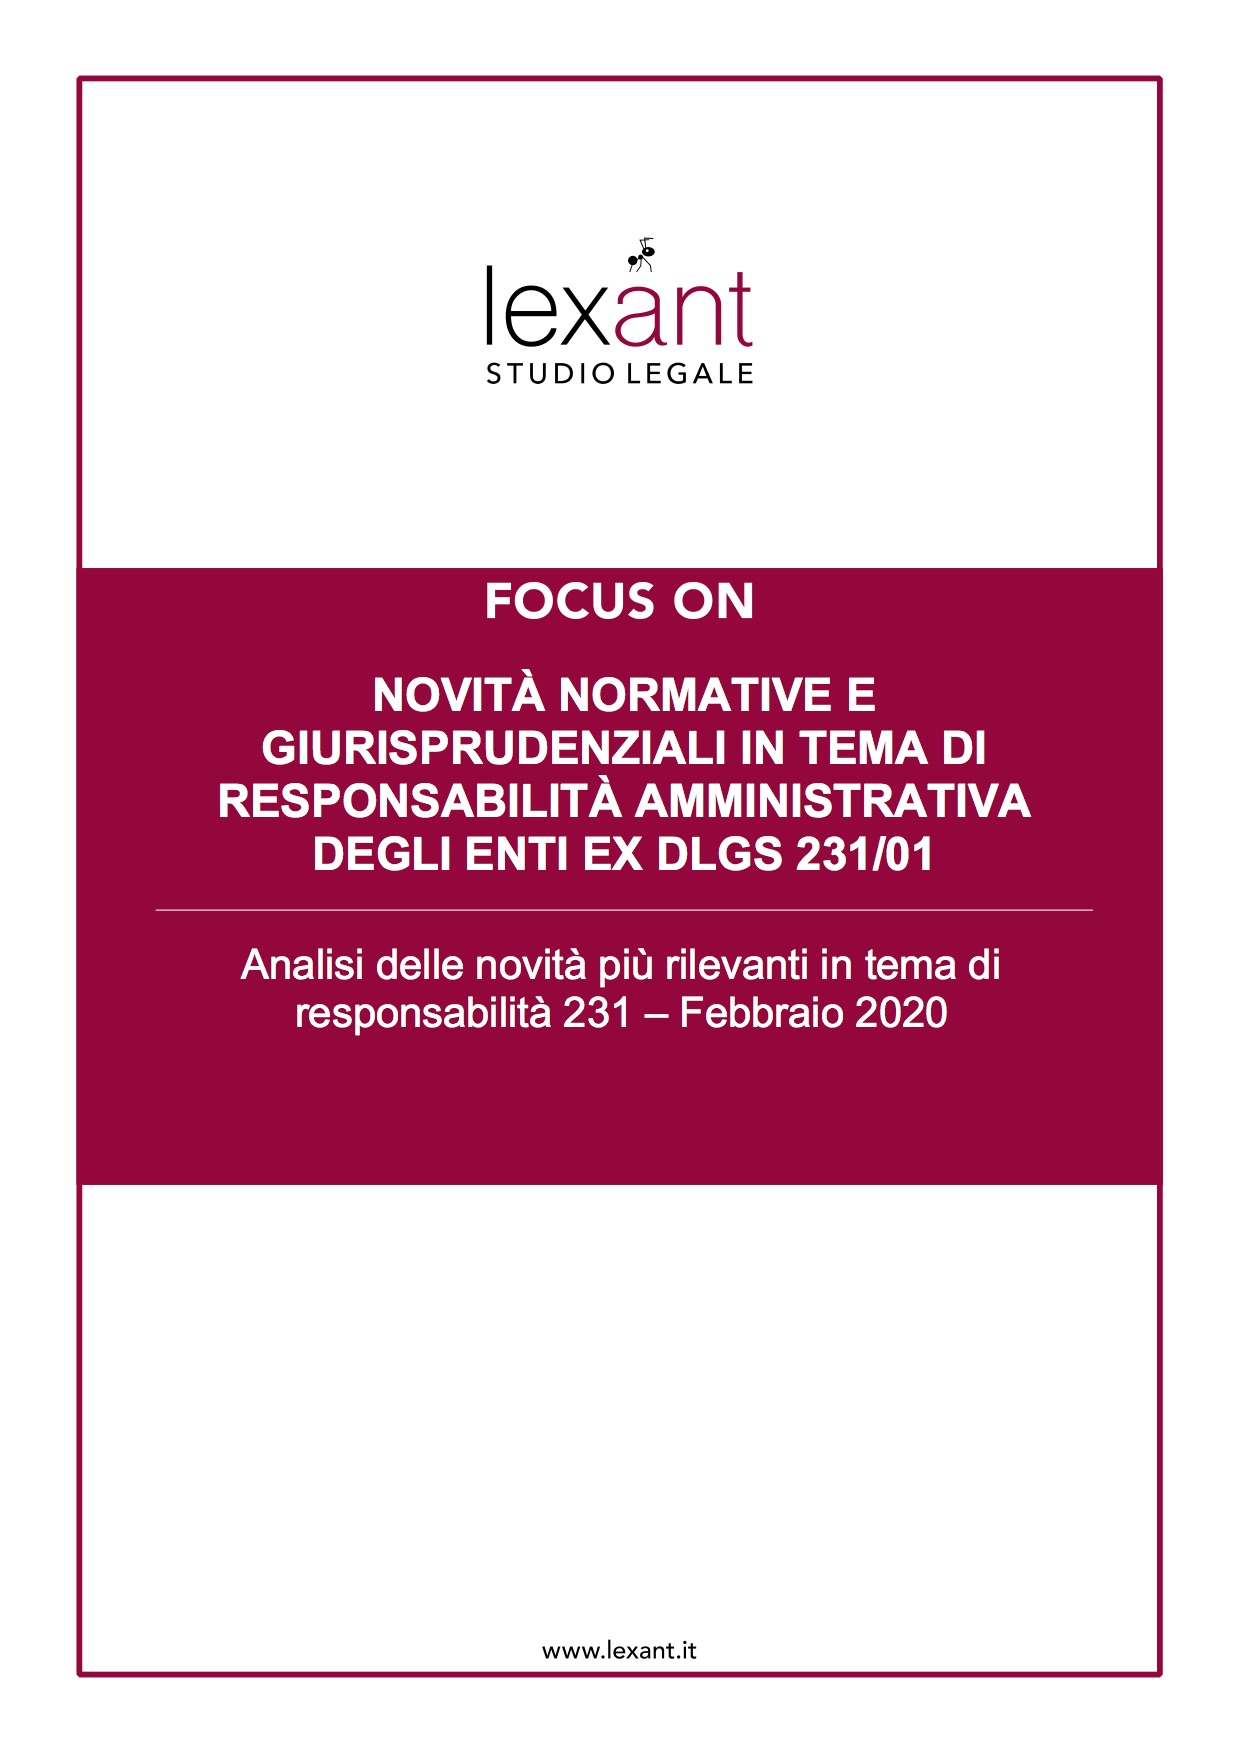 lexant
STUDIO LEGALE
FOCUS ON
NOVITÀ NORMATIVE E
GIURISPRUDENZIALI IN TEMA DI
RESPONSABILITÀ AMMINISTRATIVA
DEGLI ENTI EX DLGS 231/01
Analisi delle novità più rilevanti in tema di
responsabilità 231 – Febbraio 2020
www.lexant.it